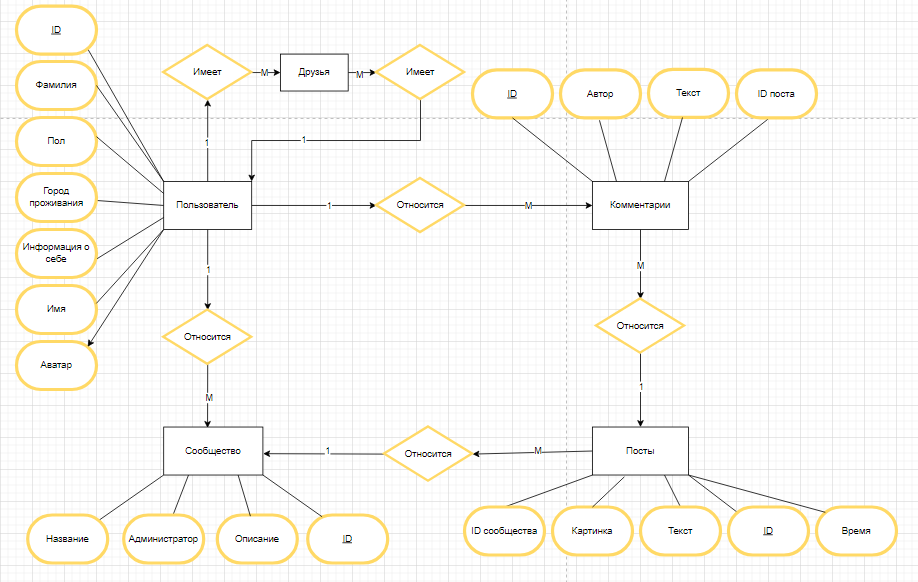 ID
Фамилия
Пол
Город
проживания
Информация о
себе
Имя
Аватар
Имеет
М
Друзья
М
Имеет
1
1
Пользователь
1
Относится
М
ID
Автор
Текст
ID поста
Комментарии
М
Относится
1
1
Относится
М
Сообщество
1
Относится
М
Посты
Название
Администратор
Описание
ID
ID сообщества
Картинка
Текст
ID
Время